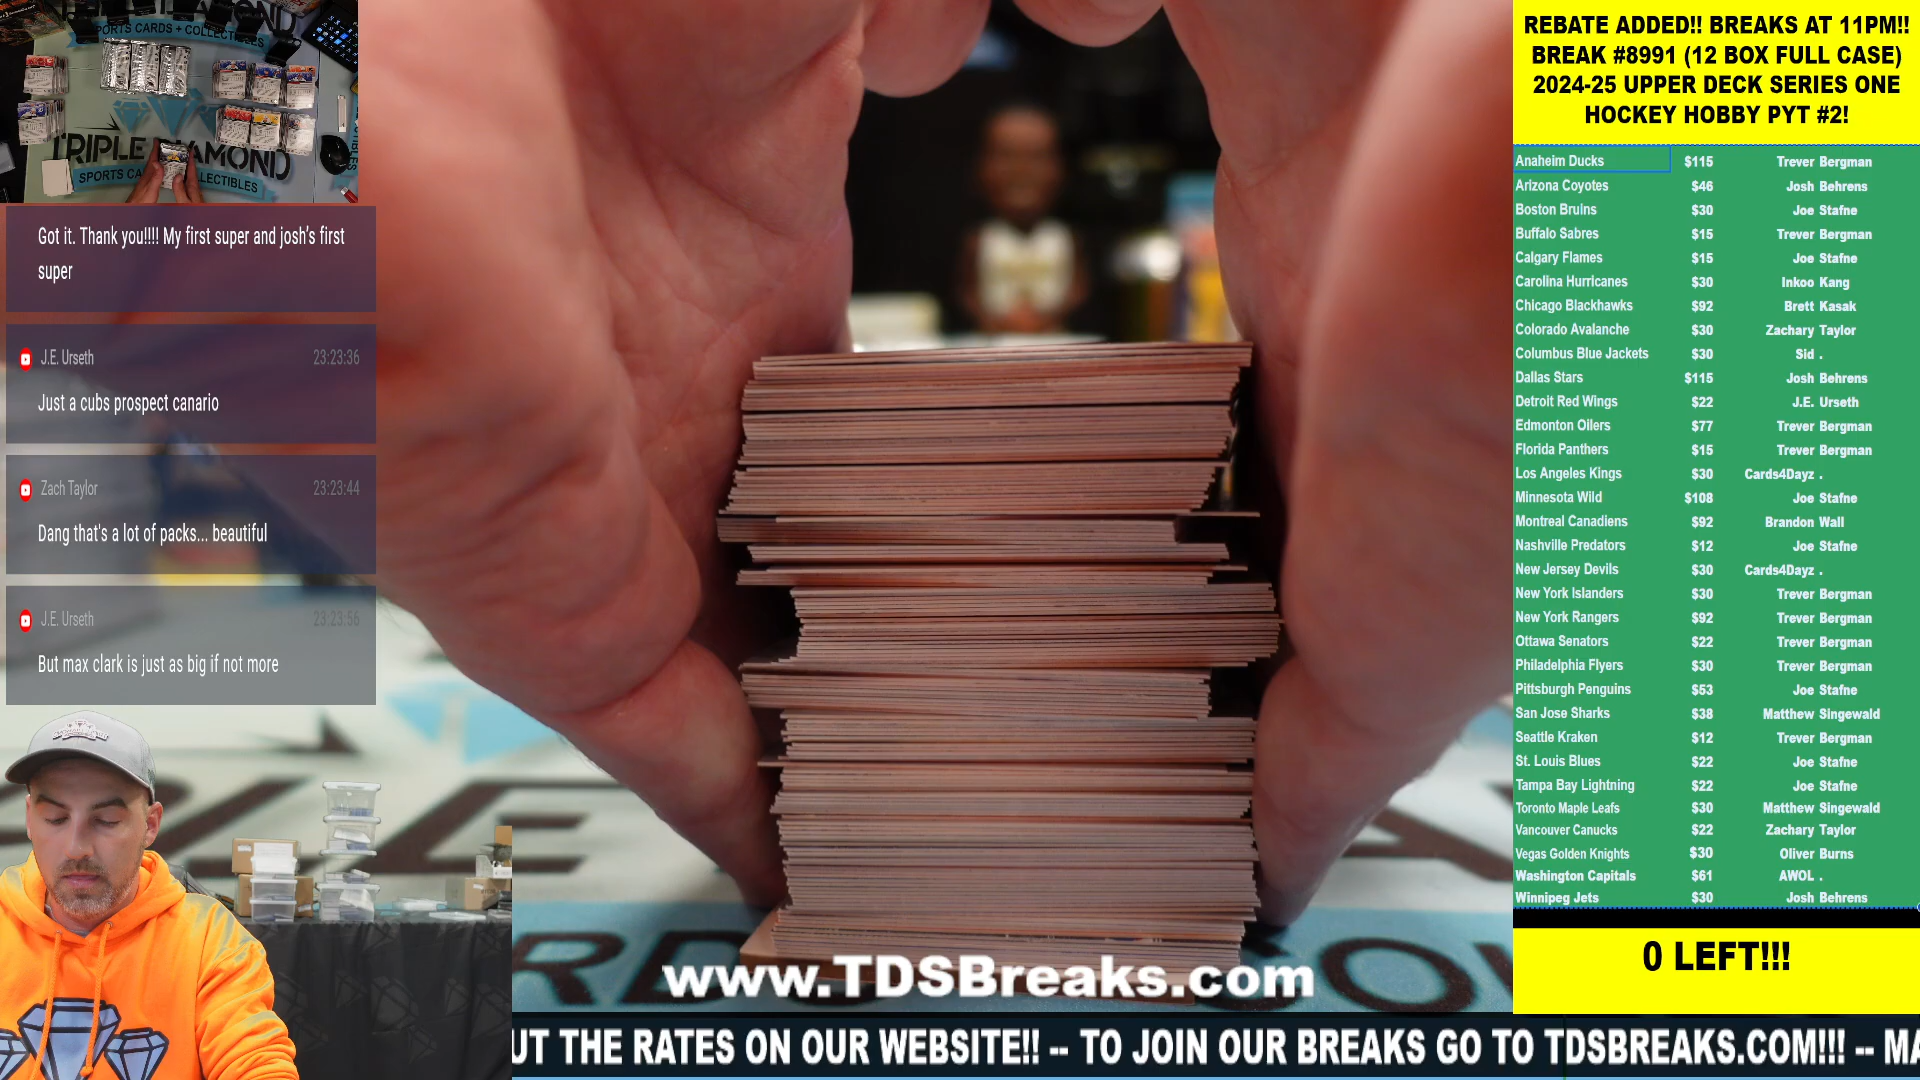 SPORTS CARDS + COLLECTIBLES
TRIPLE DIAMOND
Got it. Thank you!!!! My first super and josh's first
super
J.E. Urseth 23:23:36
Just a cubs prospect canario
Zach Taylor 23:23:44
Dang that's a lot of packs... beautiful
J.E. Urseth 23:23:56
But max clark is just as big if not more
www.TDSBreaks.com
REBATE ADDED!! BREAKS AT 11PM!!
BREAK #8991 (12 BOX FULL CASE)
2024-25 UPPER DECK SERIES ONE
HOCKEY HOBBY PYT #2!
Anaheim Ducks $115 Trever Bergman
Arizona Coyotes $46 Josh Behrens
Boston Bruins $30 Joe Stafne
Buffalo Sabres $15 Trever Bergman
Calgary Flames $15 Joe Stafne
Carolina Hurricanes $30 Inkoo Kang
Chicago Blackhawks $92 Brett Kasak
Colorado Avalanche $30 Zachary Taylor
Columbus Blue Jackets $30 Sid .
Dallas Stars $115 Josh Behrens
Detroit Red Wings $22 J.E. Urseth
Edmonton Oilers $77 Trever Bergman
Florida Panthers $15 Trever Bergman
Los Angeles Kings $30 Cards4Dayz .
Minnesota Wild $108 Joe Stafne
Montreal Canadiens $92 Brandon Wall
Nashville Predators $12 Joe Stafne
New Jersey Devils $30 Cards4Dayz .
New York Islanders $30 Trever Bergman
New York Rangers $92 Trever Bergman
Ottawa Senators $22 Trever Bergman
Philadelphia Flyers $30 Trever Bergman
Pittsburgh Penguins $53 Joe Stafne
San Jose Sharks $38 Matthew Singewald
Seattle Kraken $12 Trever Bergman
St. Louis Blues $22 Joe Stafne
Tampa Bay Lightning $22 Joe Stafne
Toronto Maple Leafs $30 Matthew Singewald
Vancouver Canucks $22 Zachary Taylor
Vegas Golden Knights $30 Oliver Burns
Washington Capitals $61 AWOL .
Winnipeg Jets $30 Josh Behrens
0 LEFT!!!
UT THE RATES ON OUR WEBSITE!! -- TO JOIN OUR BREAKS GO TO TDSBREAKS.COM!!! -- MA